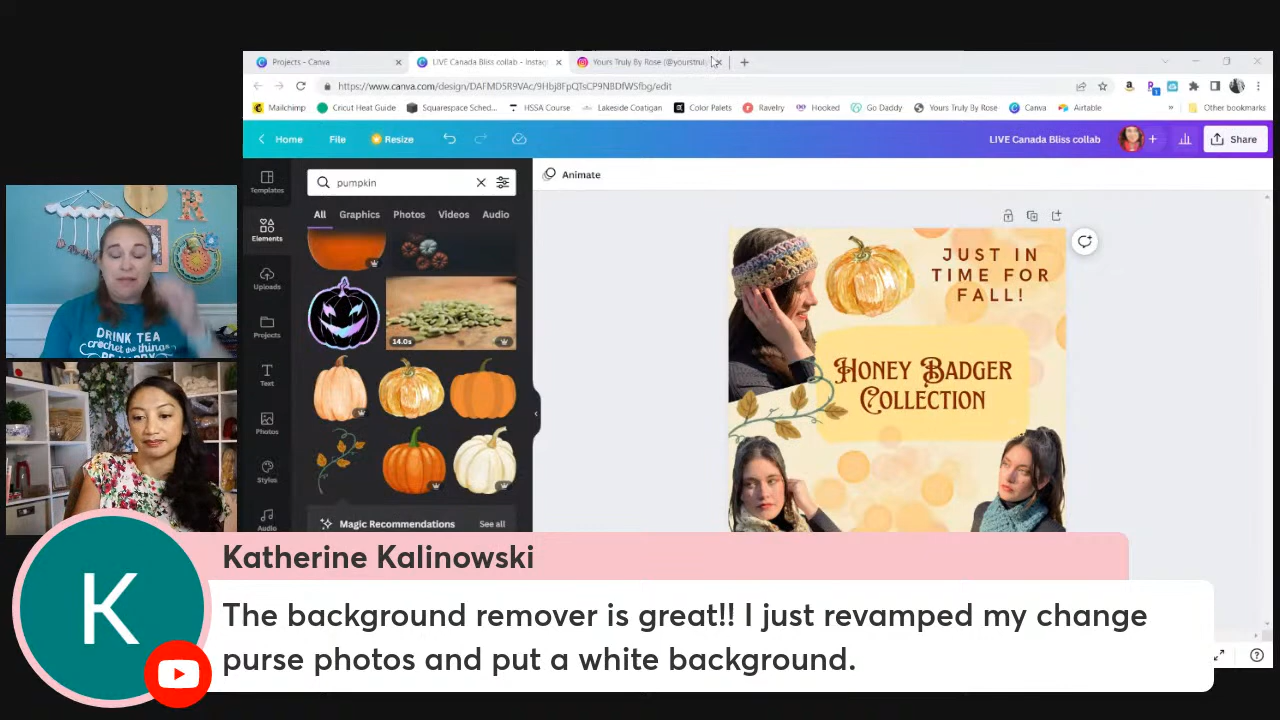 Projects - Canva
LIVE Canada Bliss collab - Instag
Yours Truly By Rose (@yourstrul
https://www.canva.com/design/DAFMD5R9VAc/9Hbj8FpQTsCP9NBDfWSfbg/edit
Mailchimp
Cricut Heat Guide
Squarespace Sched...
HSSA Course
Lakeside Coatigan
Color Palets
Ravelry
Hooked
Go Daddy
Yours Truly By Rose
Canva
Airtable
»
Other bookmarks
Home
File
Resize
LIVE Canada Bliss collab
Share
Templates
Elements
Uploads
Projects
Text
Photos
Styles
Audio
pumpkin
All
Graphics
Photos
Videos
Audio
14.0s
Magic Recommendations
See all
Animate
JUST IN
TIME FOR
FALL!
HONEY BADGER
COLLECTION
DRINK TEA
crochet the things
R
K
Katherine Kalinowski
The background remover is great!! I just revamped my change
purse photos and put a white background.